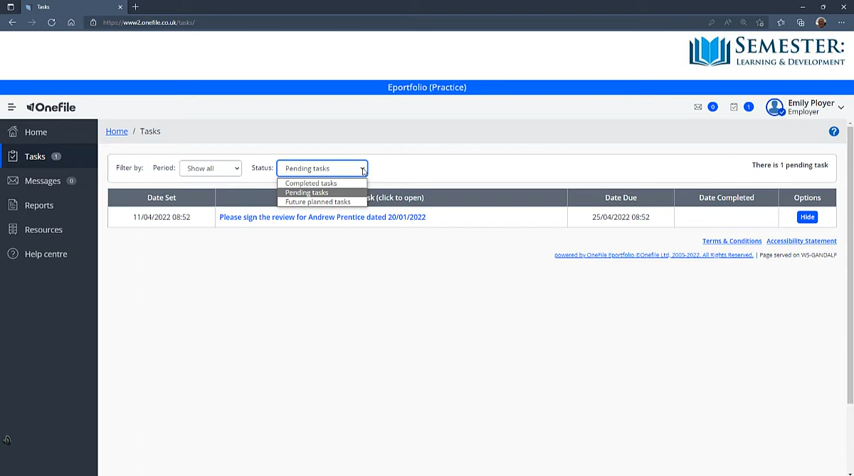 Tasks
https://www2.onefile.co.uk/tasks/
SEMESTER:
LEARNING & DEVELOPMENT
Eportfolio (Practice)
Onefile
0
1
Emily Ployer
Employer
Home
Tasks 1
Messages 0
Reports
Resources
Help centre
Home / Tasks
?
Filter by: Period: Show all Status: Pending tasks
There is 1 pending task
Completed tasks
Pending tasks
Future planned tasks
Date Set (click to open) Date Due Date Completed Options
11/04/2022 08:52 Please sign the review for Andrew Prentice dated 20/01/2022 25/04/2022 08:52 Hide
Terms & Conditions Accessibility Statement
powered by OneFile Eportfolio ©Onefile Ltd, 2005-2022. All Rights Reserved. | Page served on WS-GANDALF